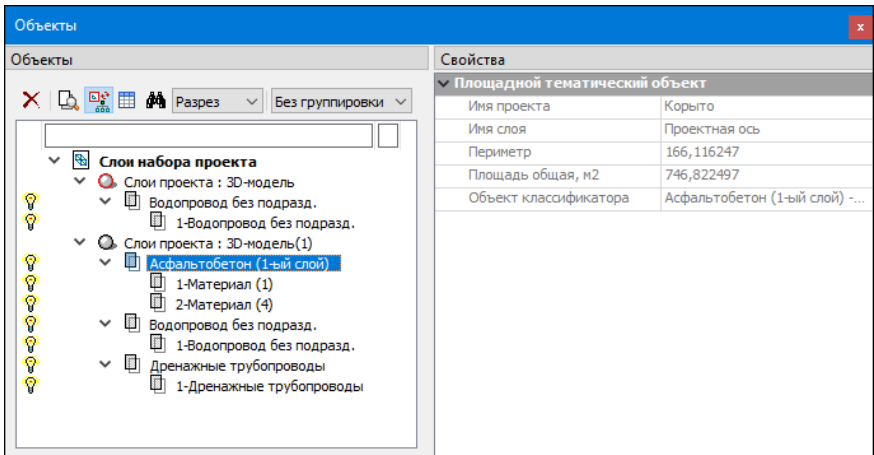 Объекты
x
Объекты
Разрез
Без группировки
Слои набора проекта
Слои проекта : 3D-модель
Водопровод без подразд.
1-Водопровод без подразд.
Слои проекта : 3D-модель(1)
Асфальтобетон (1-ый слой)
1-Материал (1)
2-Материал (4)
Водопровод без подразд.
1-Водопровод без подразд.
Дренажные трубопроводы
1-Дренажные трубопроводы
Свойства
Площадной тематический объект
Имя проекта Корыто
Имя слоя Проектная ось
Периметр 166,116247
Площадь общая, м2 746,822497
Объект классификатора Асфальтобетон (1-ый слой) -...